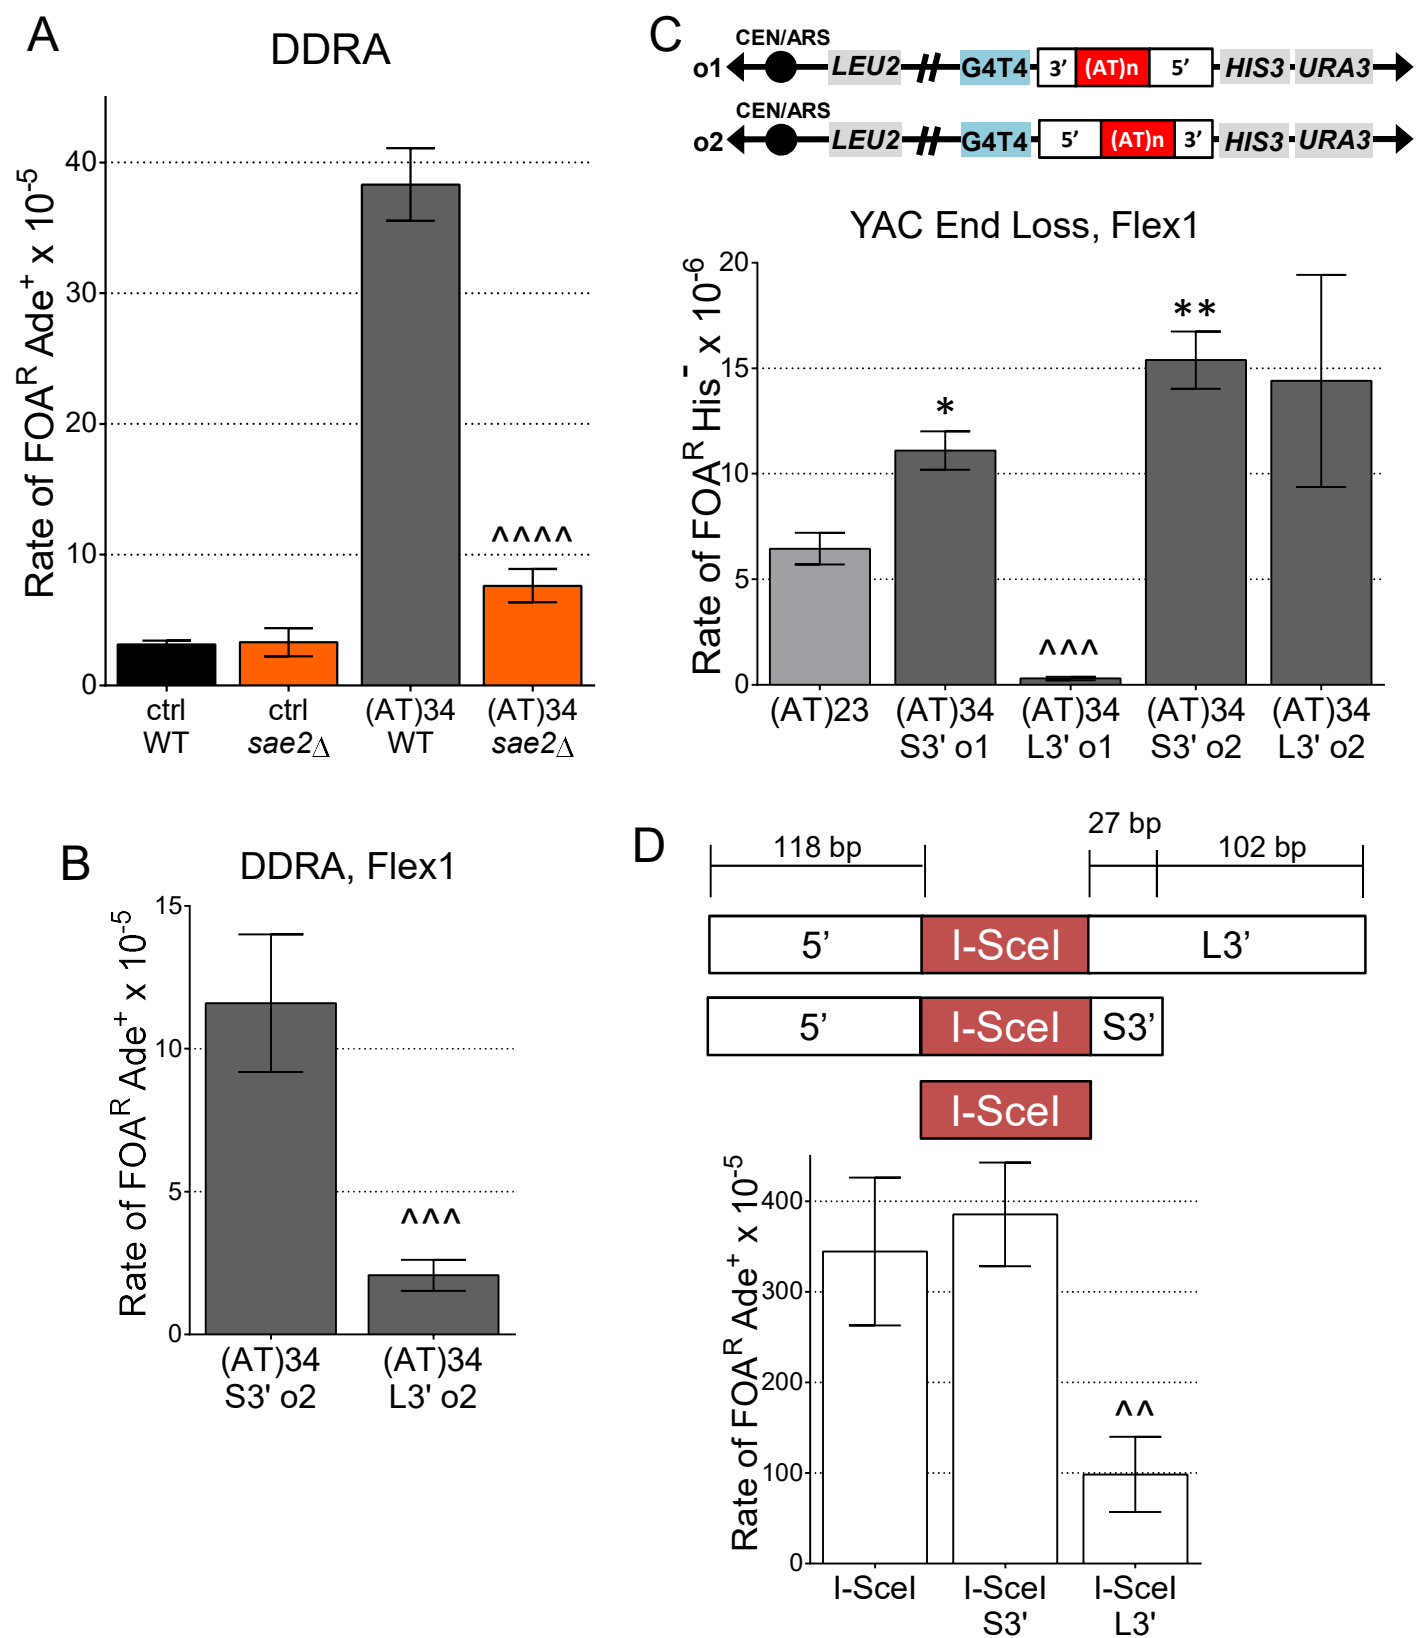 A
DDRA
Rate of FOA^R Ade^+ x 10^-5
40
30
20
10
0
^^^^
ctrl WT
ctrl sae2Δ
(AT)34 WT
(AT)34 sae2Δ
B
DDRA, Flex1
Rate of FOA^R Ade^+ x 10^-5
15
10
5
0
^^^
(AT)34 S3' o2
(AT)34 L3' o2
C
CEN/ARS
o1 LEU2 G4T4 3’ (AT)n 5’ HIS3 URA3
CEN/ARS
o2 LEU2 G4T4 5’ (AT)n 3’ HIS3 URA3
YAC End Loss, Flex1
Rate of FOA^R His^- x 10^-6
20
15
10
5
0
*
^^^
**
(AT)23
(AT)34 S3' o1
(AT)34 L3' o1
(AT)34 S3' o2
(AT)34 L3' o2
D
118 bp
27 bp
102 bp
5’ I-SceI L3’
5’ I-SceI S3’
I-SceI
Rate of FOA^R Ade^+ x 10^-5
400
300
200
100
0
^^
I-SceI
I-SceI S3'
I-SceI L3'